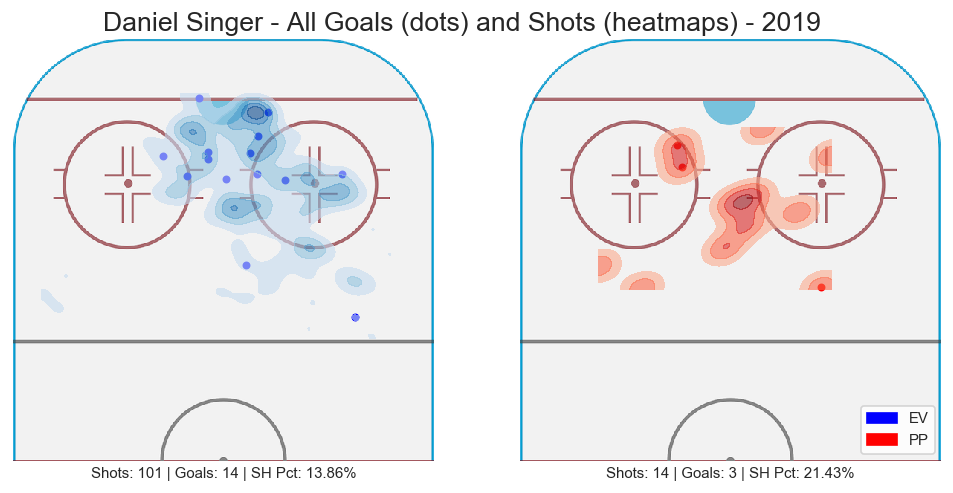 Daniel Singer - All Goals (dots) and Shots (heatmaps) - 2019
EV
PP
Shots: 101 | Goals: 14 | SH Pct: 13.86%
Shots: 14 | Goals: 3 | SH Pct: 21.43%